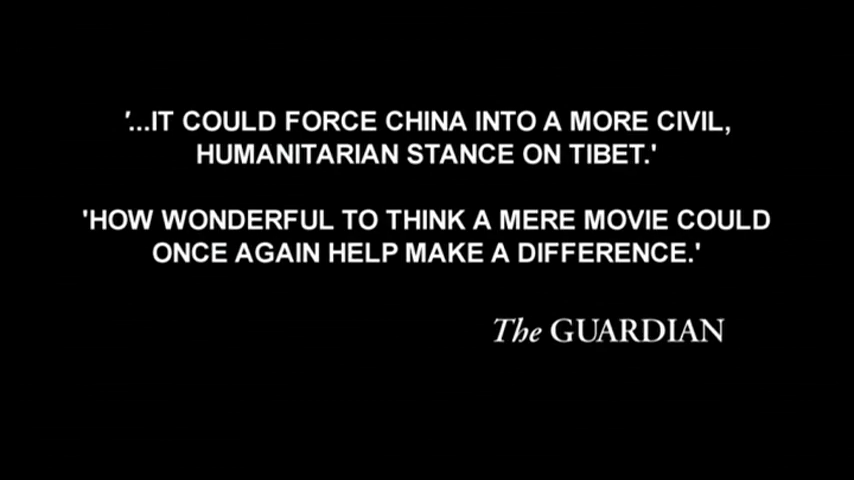 '...IT COULD FORCE CHINA INTO A MORE CIVIL,
HUMANITARIAN STANCE ON TIBET.'
'HOW WONDERFUL TO THINK A MERE MOVIE COULD
ONCE AGAIN HELP MAKE A DIFFERENCE.'
The GUARDIAN